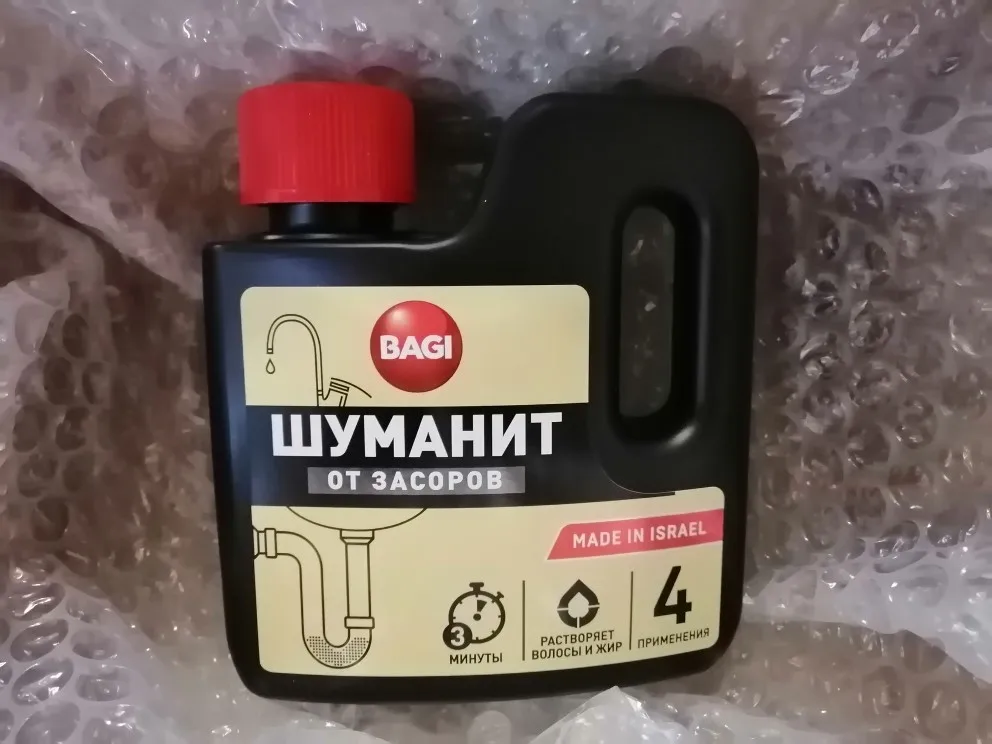 BAGI
ШУМАНИТ
ОТ ЗАСОРОВ
MADE IN ISRAEL
3
МИНУТЫ
РАСТВОРЯЕТ
ВОЛОСЫ И ЖИР
4
ПРИМЕНЕНИЯ